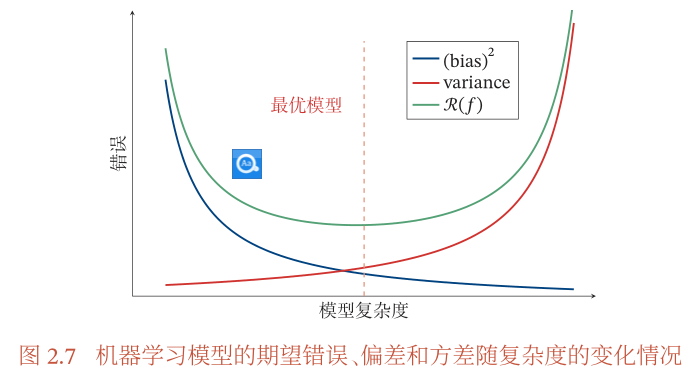 (bias)²
variance
最优模型
ℛ(f)
Aa
错误
模型复杂度
图 2.7 机器学习模型的期望错误、偏差和方差随复杂度的变化情况